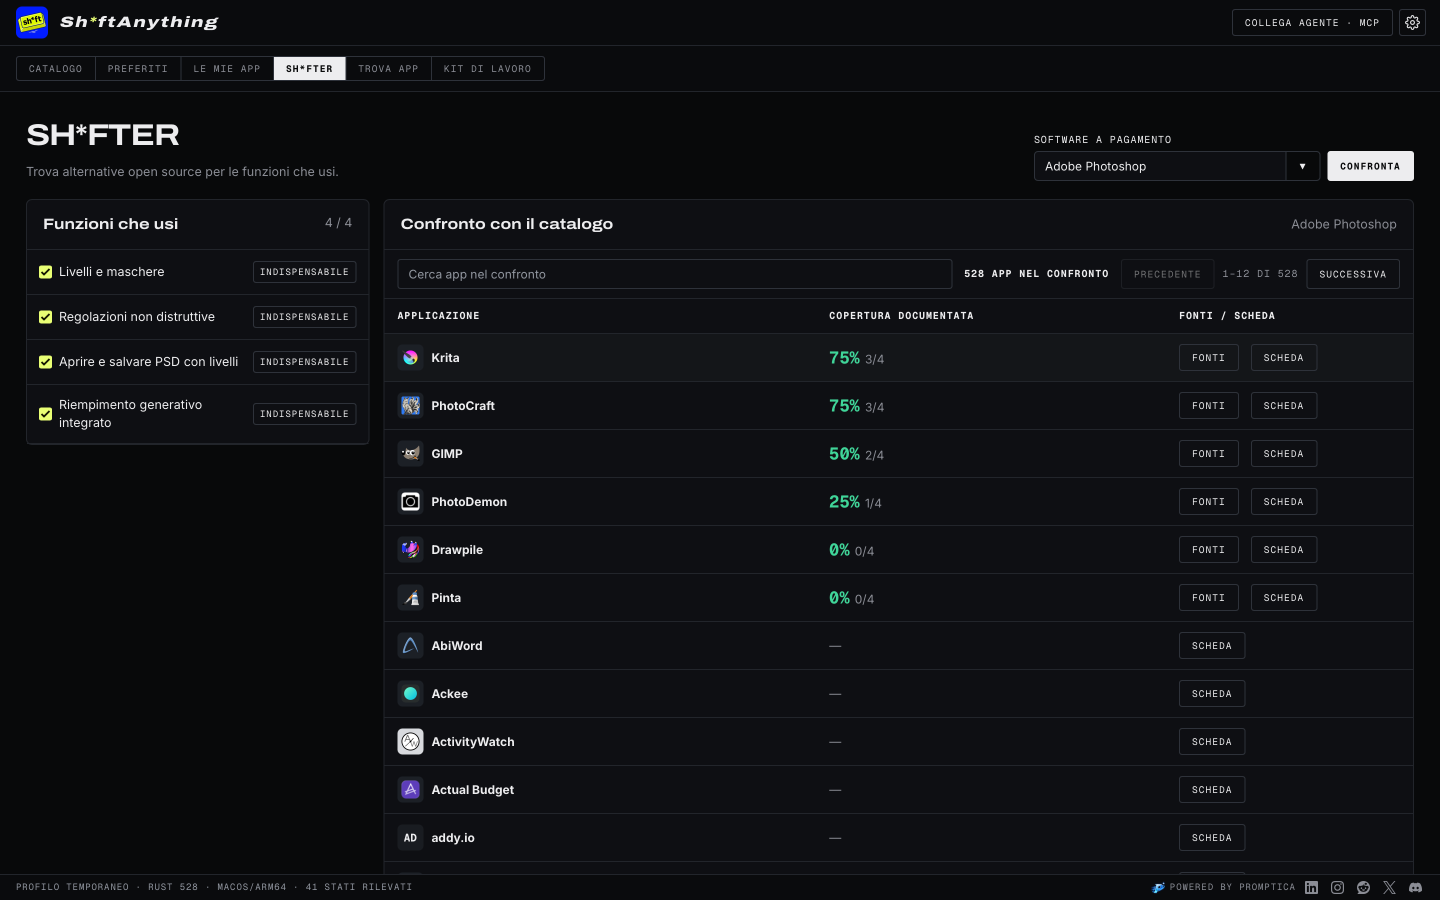 sh*ft
Sh*ftAnything
COLLEGA AGENTE · MCP
CATALOGO
PREFERITI
LE MIE APP
SH*FTER
TROVA APP
KIT DI LAVORO
SH*FTER
Trova alternative open source per le funzioni che usi.
SOFTWARE A PAGAMENTO
Adobe Photoshop
CONFRONTA
Funzioni che usi
4 / 4
Livelli e maschere
INDISPENSABILE
Regolazioni non distruttive
INDISPENSABILE
Aprire e salvare PSD con livelli
INDISPENSABILE
Riempimento generativo
integrato
INDISPENSABILE
Confronto con il catalogo
Adobe Photoshop
Cerca app nel confronto
528 APP NEL CONFRONTO
PRECEDENTE
1–12 DI 528
SUCCESSIVA
APPLICAZIONE
COPERTURA DOCUMENTATA
FONTI / SCHEDA
Krita
75% 3/4
FONTI
SCHEDA
PhotoCraft
75% 3/4
FONTI
SCHEDA
GIMP
50% 2/4
FONTI
SCHEDA
PhotoDemon
25% 1/4
FONTI
SCHEDA
Drawpile
0% 0/4
FONTI
SCHEDA
Pinta
0% 0/4
FONTI
SCHEDA
AbiWord
—
SCHEDA
Ackee
—
SCHEDA
ActivityWatch
—
SCHEDA
Actual Budget
—
SCHEDA
AD
addy.io
—
SCHEDA
PROFILO TEMPORANEO · RUST 528 · MACOS/ARM64 · 41 STATI RILEVATI
POWERED BY PROMPTICA